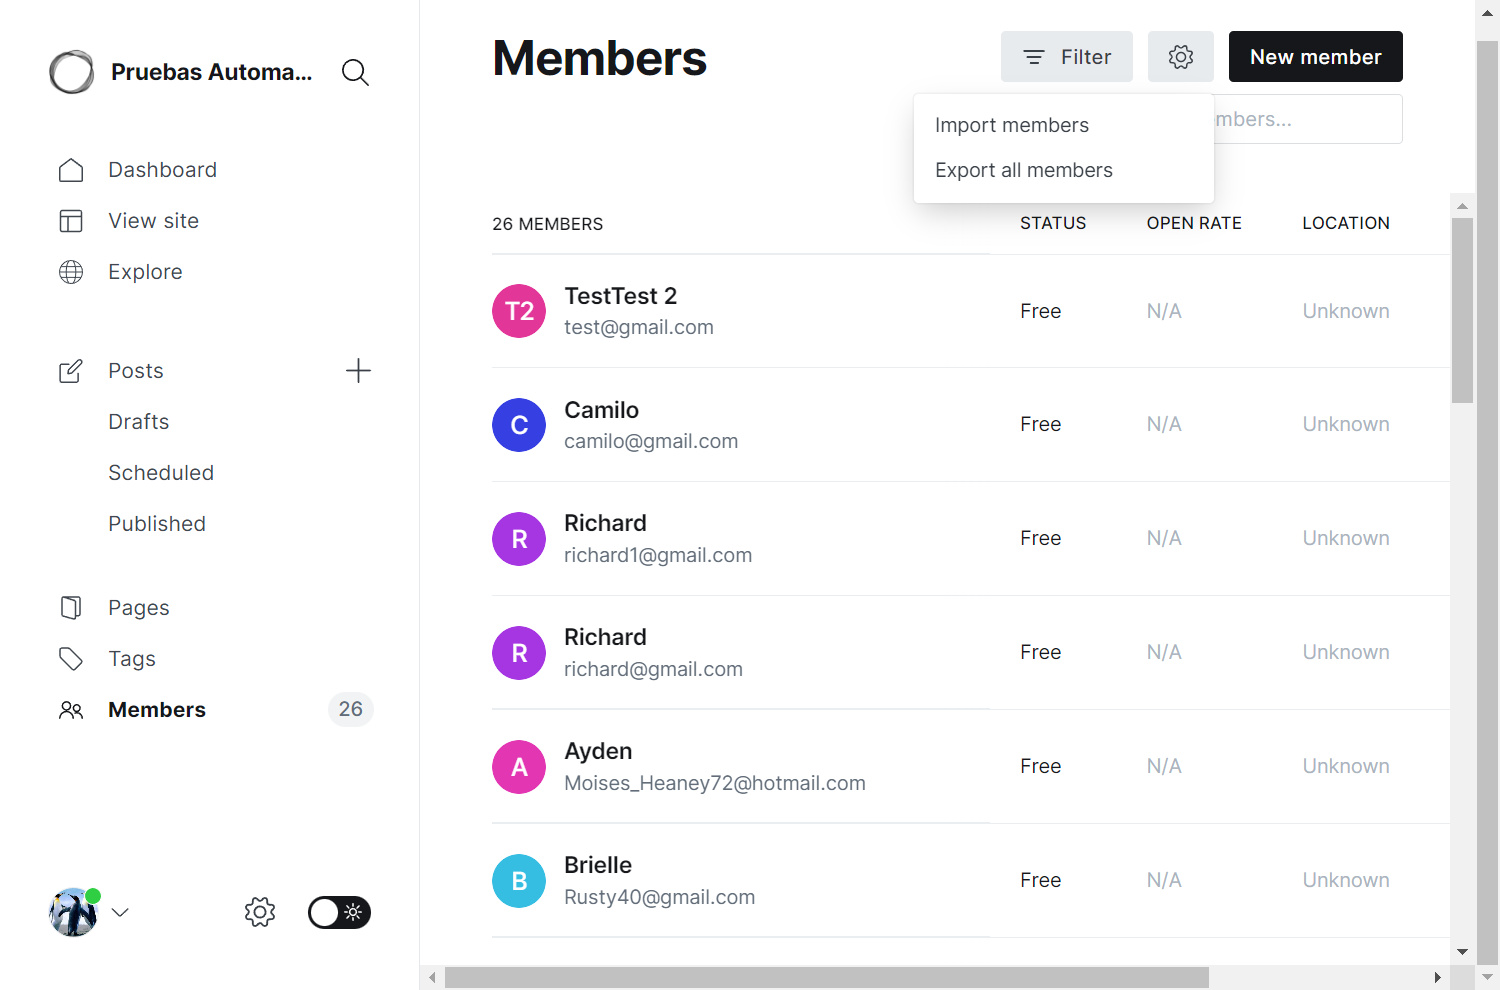 Pruebas Automa...
Dashboard
View site
Explore
Posts
Drafts
Scheduled
Published
Pages
Tags
Members 26
Members
Filter
New member
Import members
Export all members
mbers...
26 MEMBERS STATUS OPEN RATE LOCATION
T2 TestTest 2
test@gmail.com
Free N/A Unknown
C Camilo
camilo@gmail.com
Free N/A Unknown
R Richard
richard1@gmail.com
Free N/A Unknown
R Richard
richard@gmail.com
Free N/A Unknown
A Ayden
Moises_Heaney72@hotmail.com
Free N/A Unknown
B Brielle
Rusty40@gmail.com
Free N/A Unknown